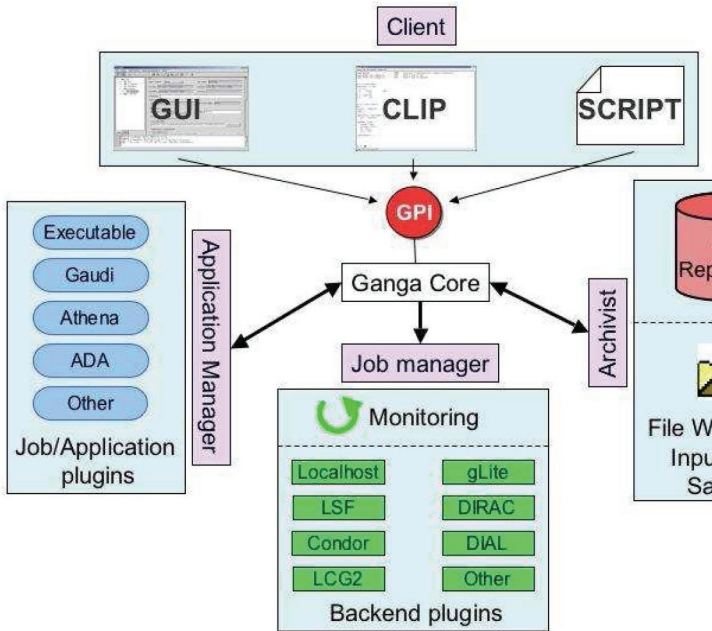 Client
GUI
CLIP
SCRIPT
GPI
Ganga Core
Application Manager
Executable
Gaudi
Athena
ADA
Other
Job/Application
plugins
Job manager
Monitoring
Localhost
gLite
LSF
DIRAC
Condor
DIAL
LCG2
Other
Backend plugins
Archivist
Rep
File W
Inpu
Sa